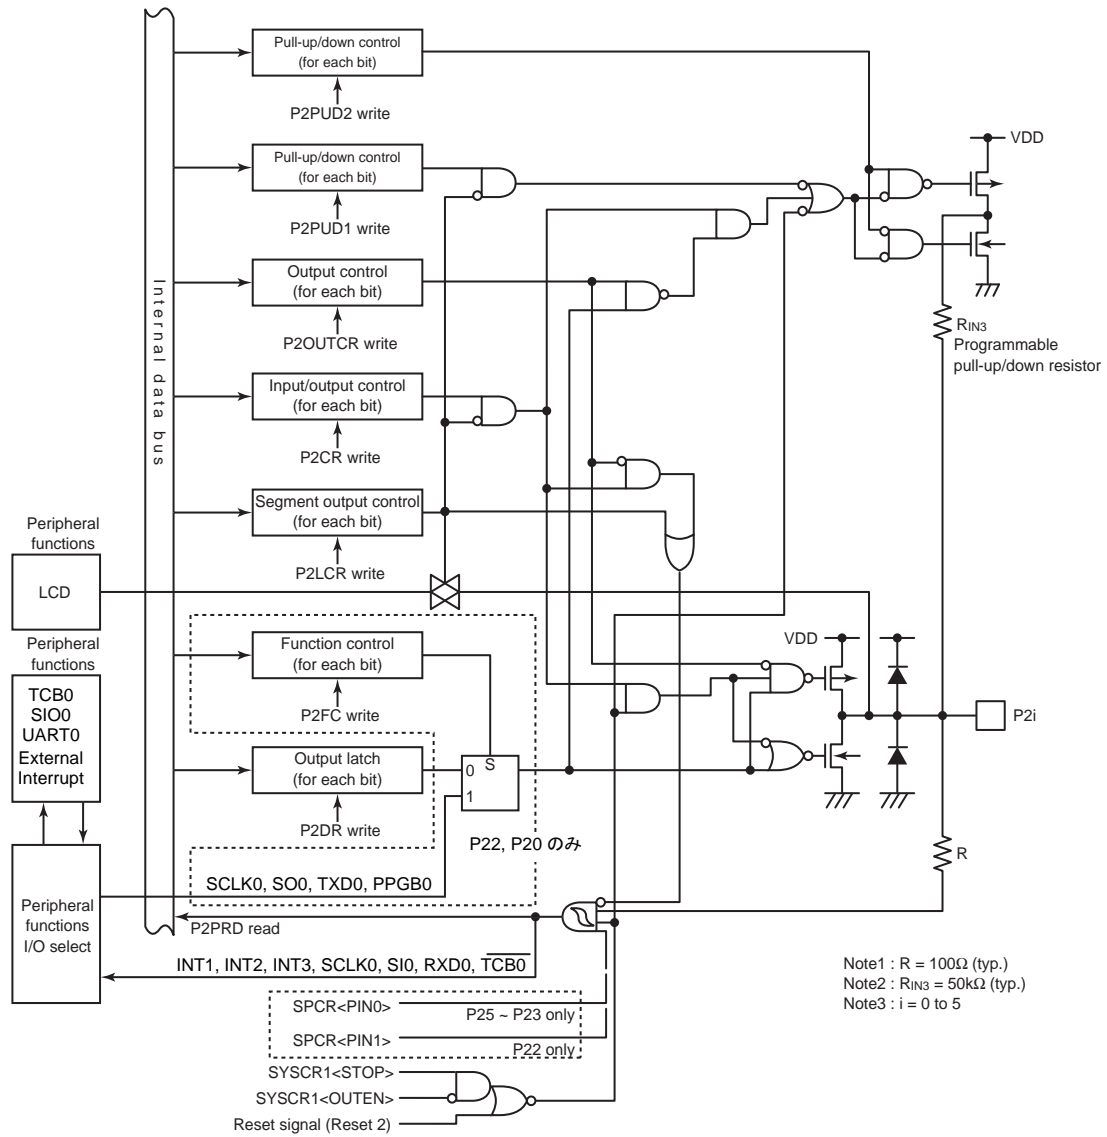 Pull-up/down control
(for each bit)
P2PUD2 write
VDD
Pull-up/down control
(for each bit)
P2PUD1 write
Output control
(for each bit)
P2OUTCR write
Internal data bus
RIN3
Programmable
pull-up/down resistor
Input/output control
(for each bit)
P2CR write
Segment output control
(for each bit)
P2LCR write
Peripheral
functions
LCD
Peripheral
functions
TCB0
SIO0
UART0
External
Interrupt
Function control
(for each bit)
P2FC write
VDD
P2i
Output latch
(for each bit)
P2DR write
0
S
1
P22, P20 のみ
R
SCLK0, SO0, TXD0, PPGB0
Peripheral
functions
I/O select
P2PRD read
INT1, INT2, INT3, SCLK0, SI0, RXD0, TCB0
SPCR<PIN0>
P25 ~ P23 only
SPCR<PIN1>
P22 only
Note1 : R = 100Ω (typ.)
Note2 : RIN3 = 50kΩ (typ.)
Note3 : i = 0 to 5
SYSCR1<STOP>
SYSCR1<OUTEN>
Reset signal (Reset 2)